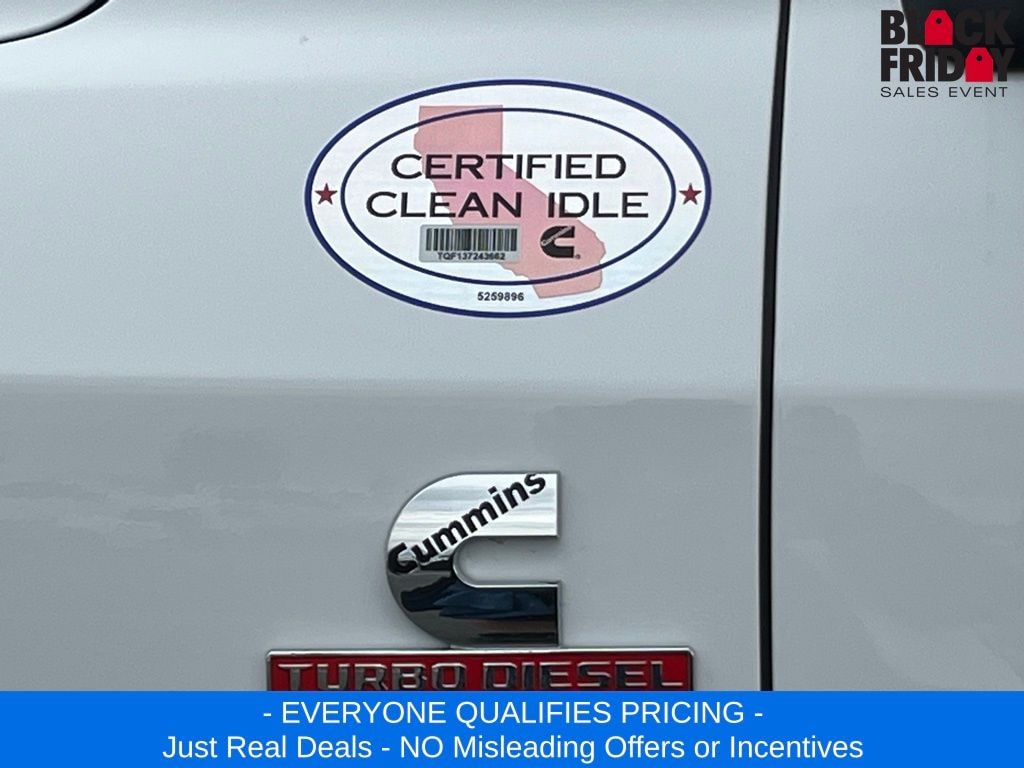 BLACK
FRIDAY
SALES EVENT
CERTIFIED
CLEAN IDLE
TQF137243662
5259896
Cummins
TURBO DIESEL
- EVERYONE QUALIFIES PRICING -
Just Real Deals - NO Misleading Offers or Incentives